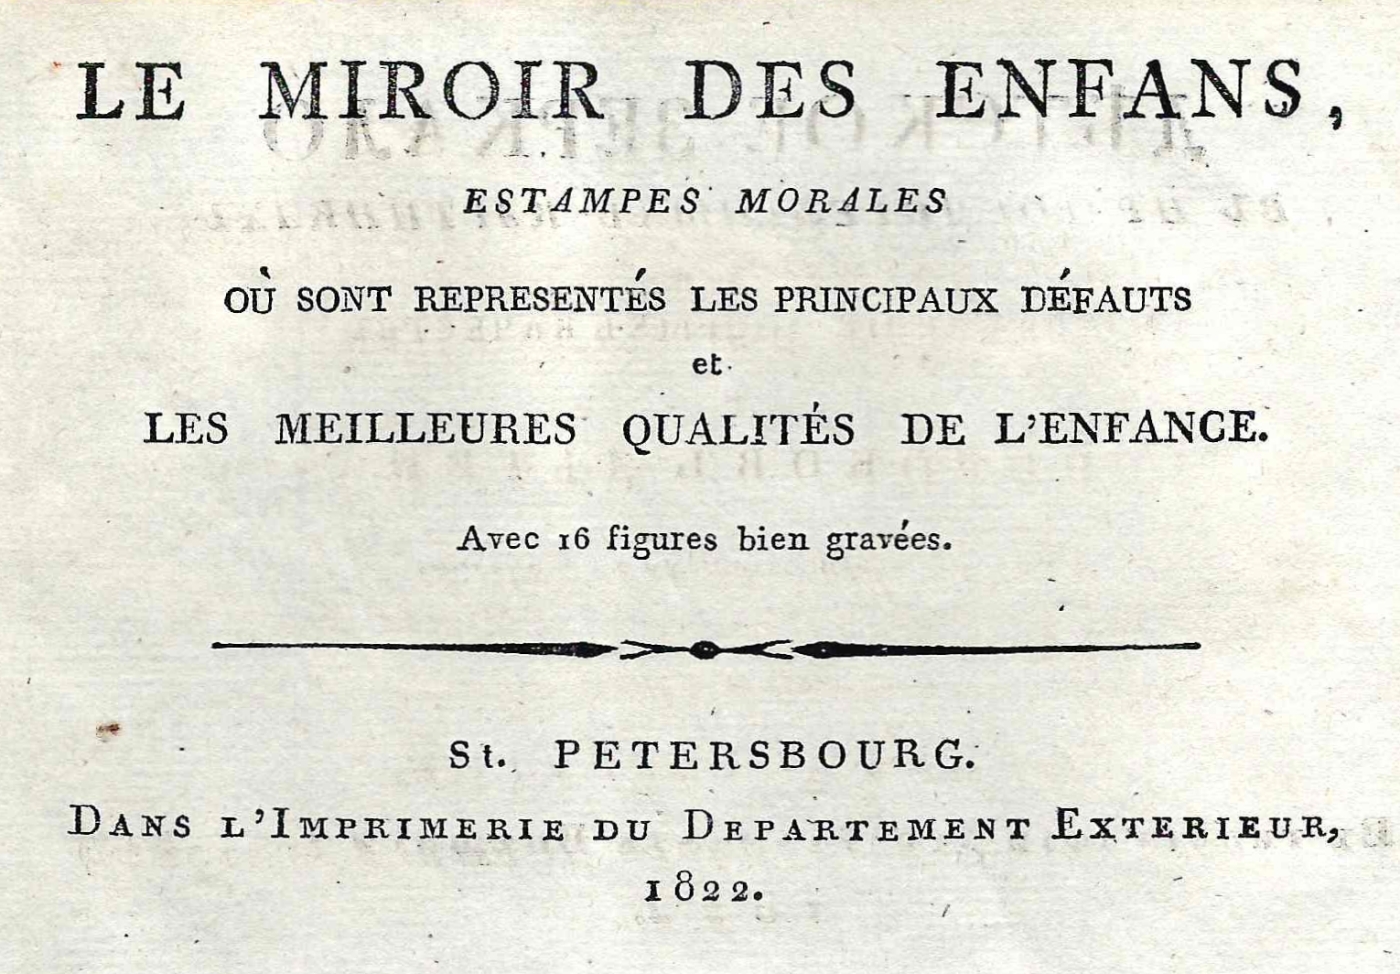 LE MIROIR DES ENFANS,
ESTAMPES MORALES
OÙ SONT REPRESENTÉS LES PRINCIPAUX DÉFAUTS
et
LES MEILLEURES QUALITÉS DE L'ENFANCE.
Avec 16 figures bien gravées.
St. PETERSBOURG.
DANS L'IMPRIMERIE DU DEPARTEMENT EXTERIEUR,
1822.